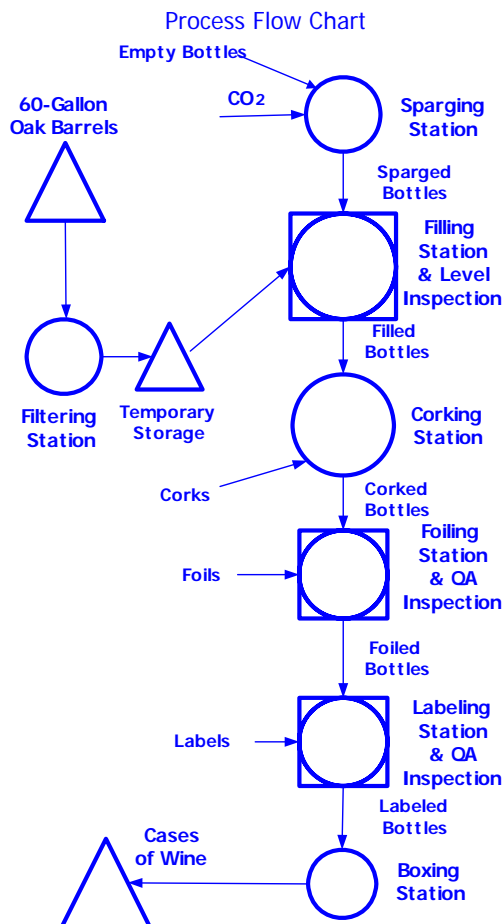 Process Flow Chart
Empty Bottles
60-Gallon
Oak Barrels
CO2
Sparging
Station
Sparged
Bottles
Filling
Station
& Level
Inspection
Filled
Bottles
Filtering
Station
Temporary
Storage
Corking
Station
Corks
Corked
Bottles
Foiling
Station
& QA
Inspection
Foils
Foiled
Bottles
Labeling
Station
& QA
Inspection
Labels
Labeled
Bottles
Cases
of Wine
Boxing
Station